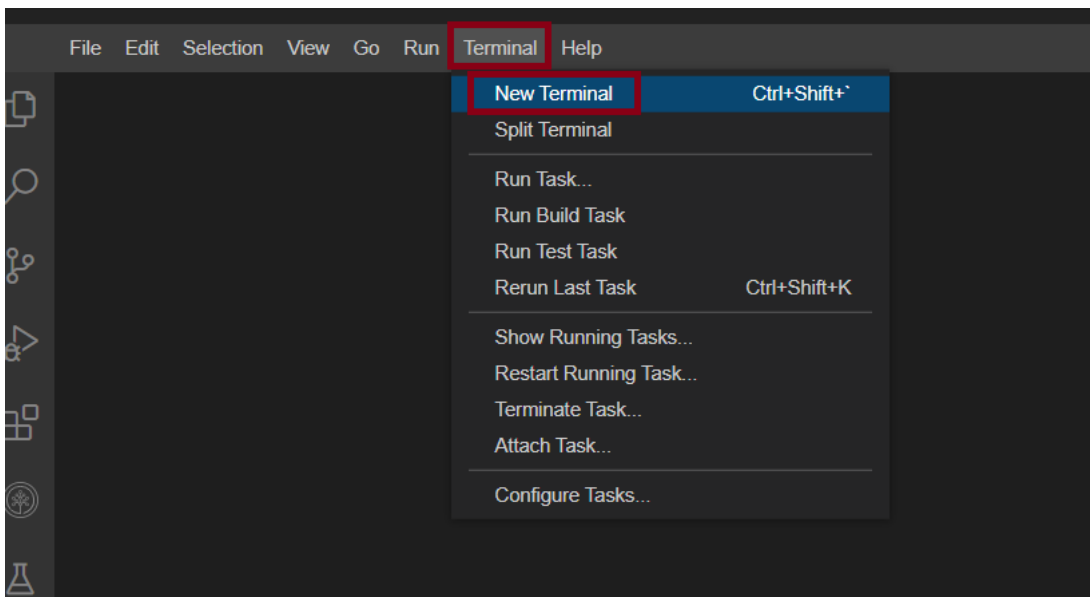 File Edit Selection View Go Run Terminal Help
New Terminal Ctrl+Shift+`
Split Terminal
Run Task...
Run Build Task
Run Test Task
Rerun Last Task Ctrl+Shift+K
Show Running Tasks...
Restart Running Task...
Terminate Task...
Attach Task...
Configure Tasks...